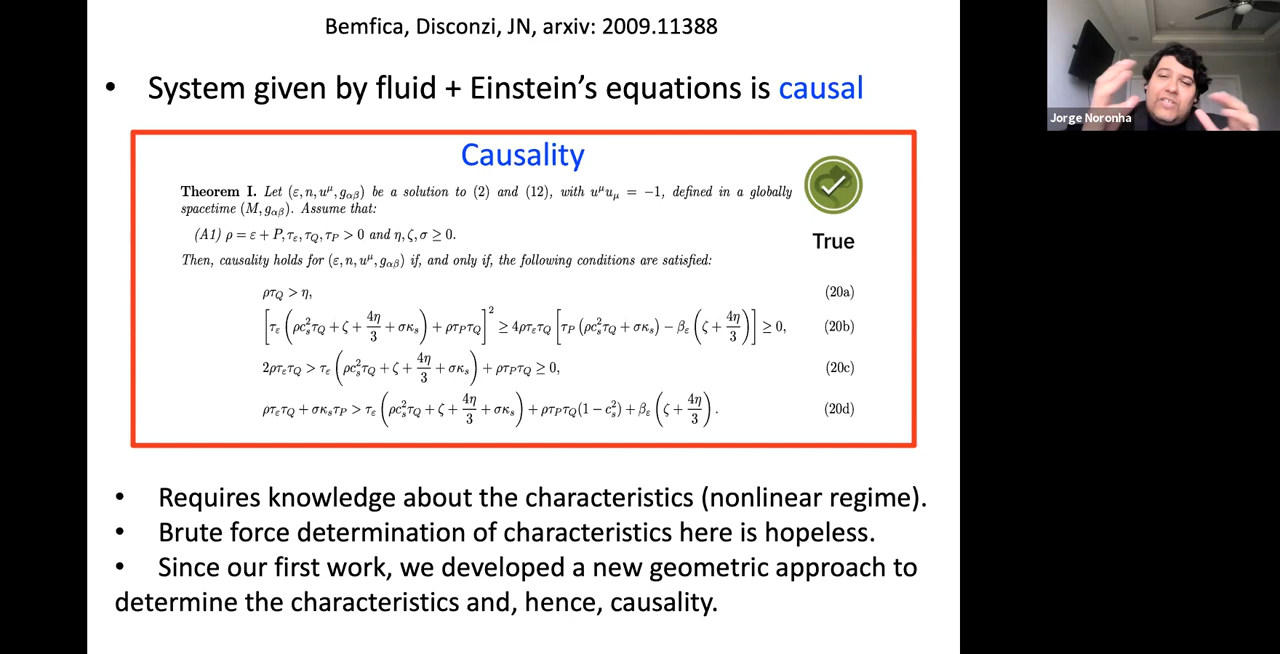 Bemfica, Disconzi, JN, arxiv: 2009.11388
• System given by fluid + Einstein's equations is causal
Causality
Theorem I. Let (ε, n, uᵘ, g_{αβ}) be a solution to (2) and (12), with u^μ u_μ = −1, defined in a globally
spacetime (M, g_{αβ}). Assume that:
(A1) ρ = ε + P, τ_ε, τ_Q, τ_P > 0 and η, ζ, σ ≥ 0.
Then, causality holds for (ε, n, u^μ, g_{αβ}) if, and only if, the following conditions are satisfied:
ρτ_Q > η, (20a)
[τ_ε (ρc_s^2 τ_Q + ζ + 4η/3 + σκ_s) + ρτ_P τ_Q]^2 ≥ 4ρτ_ε τ_Q [τ_P (ρc_s^2 τ_Q + σκ_s) − β_ε (ζ + 4η/3)] ≥ 0, (20b)
2ρτ_ε τ_Q > τ_ε (ρc_s^2 τ_Q + ζ + 4η/3 + σκ_s) + ρτ_P τ_Q ≥ 0, (20c)
ρτ_ε τ_Q + σκ_s τ_P > τ_ε (ρc_s^2 τ_Q + ζ + 4η/3 + σκ_s) + ρτ_P τ_Q (1 − c_s^2) + β_ε (ζ + 4η/3). (20d)
True
• Requires knowledge about the characteristics (nonlinear regime).
• Brute force determination of characteristics here is hopeless.
• Since our first work, we developed a new geometric approach to
determine the characteristics and, hence, causality.
Jorge Noronha